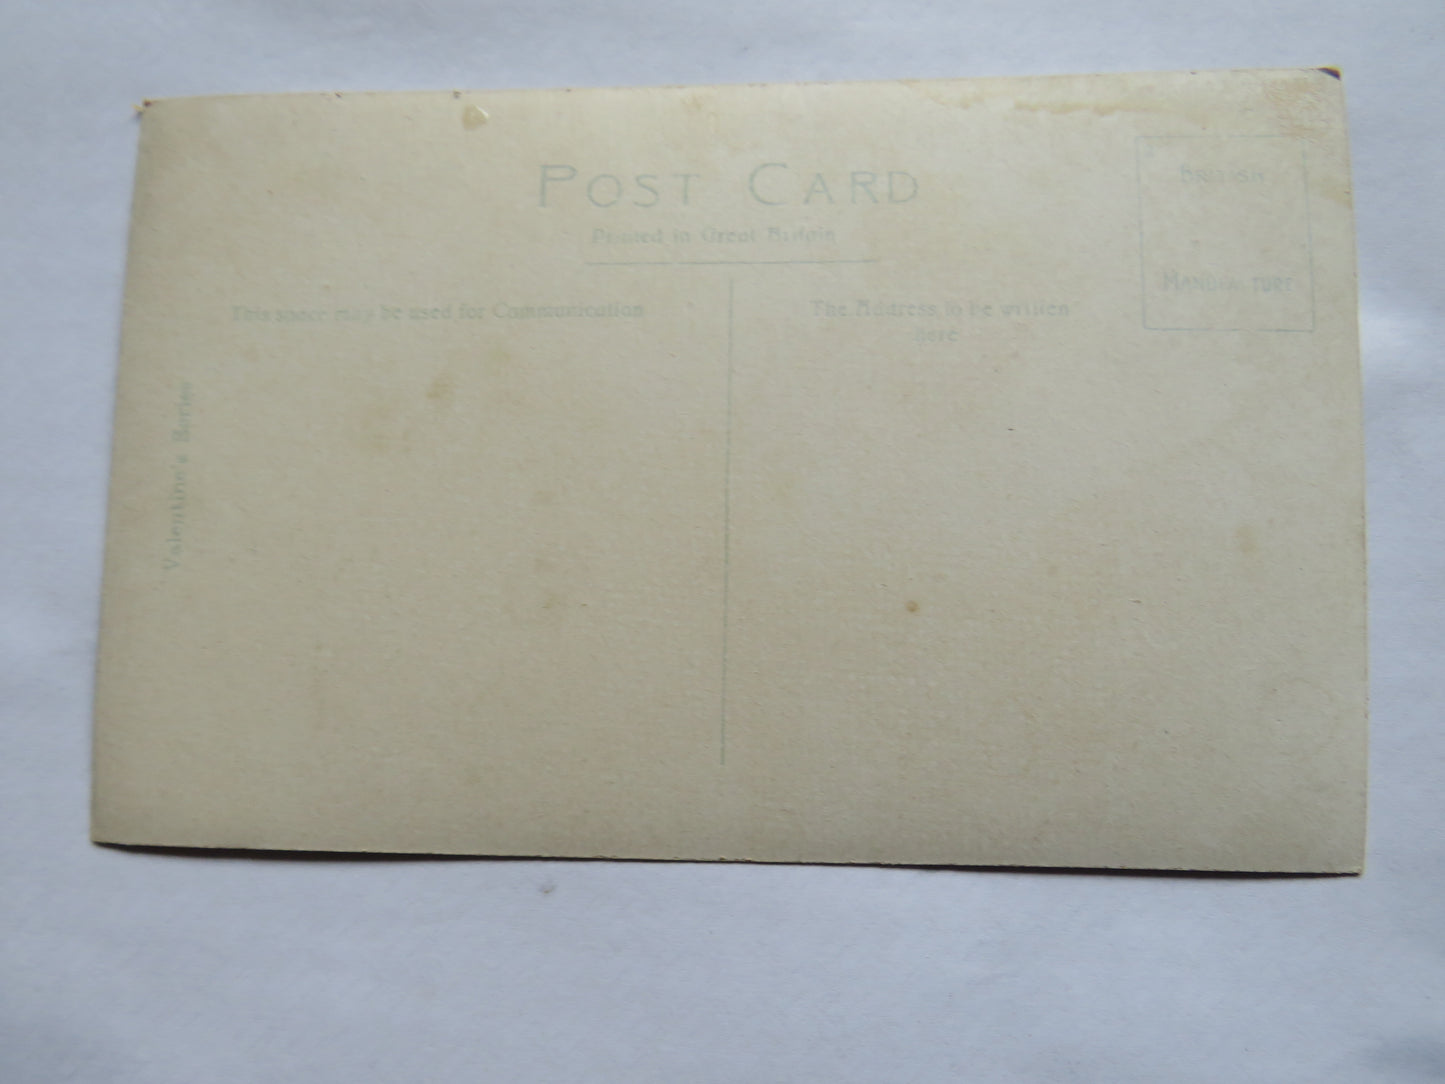 POST CARD
Printed in Great Britain
BRITISH
MANUFACTURE
This space may be used for Communication
The Address to be written
here
Valentine's Series